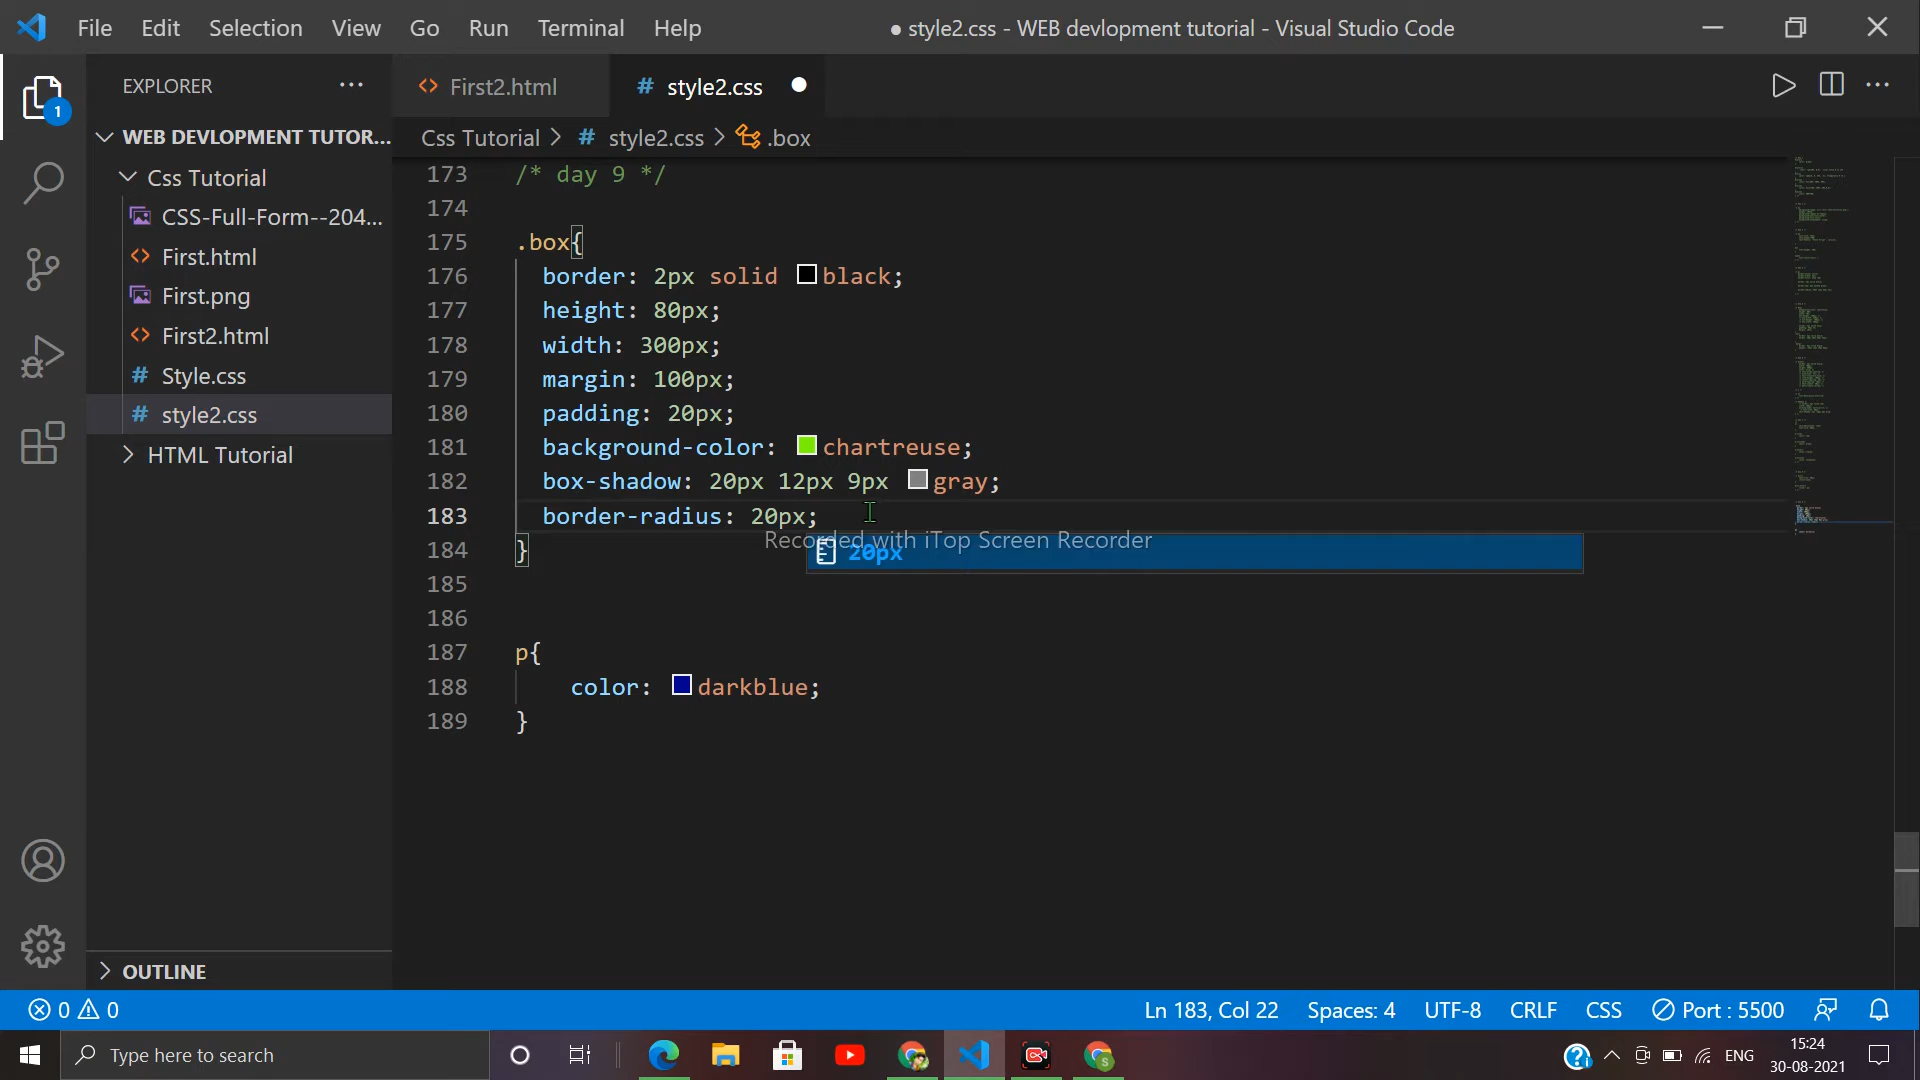 File Edit Selection View Go Run Terminal Help ● style2.css - WEB devlopment tutorial - Visual Studio Code
EXPLORER ···
1
<> First2.html # style2.css
WEB DEVLOPMENT TUTOR...
Css Tutorial > # style2.css > .box
Css Tutorial
CSS-Full-Form--204...
First.html
First.png
First2.html
Style.css
style2.css
HTML Tutorial
173 /* day 9 */
174
175 .box{
176 border: 2px solid black;
177 height: 80px;
178 width: 300px;
179 margin: 100px;
180 padding: 20px;
181 background-color: chartreuse;
182 box-shadow: 20px 12px 9px gray;
183 border-radius: 20px;
Recorded with iTop Screen Recorder
184 }
20px
185
186
187 p{
188 color: darkblue;
189 }
OUTLINE
0 0 Ln 183, Col 22 Spaces: 4 UTF-8 CRLF CSS Port : 5500
Type here to search
ENG
15:24
30-08-2021